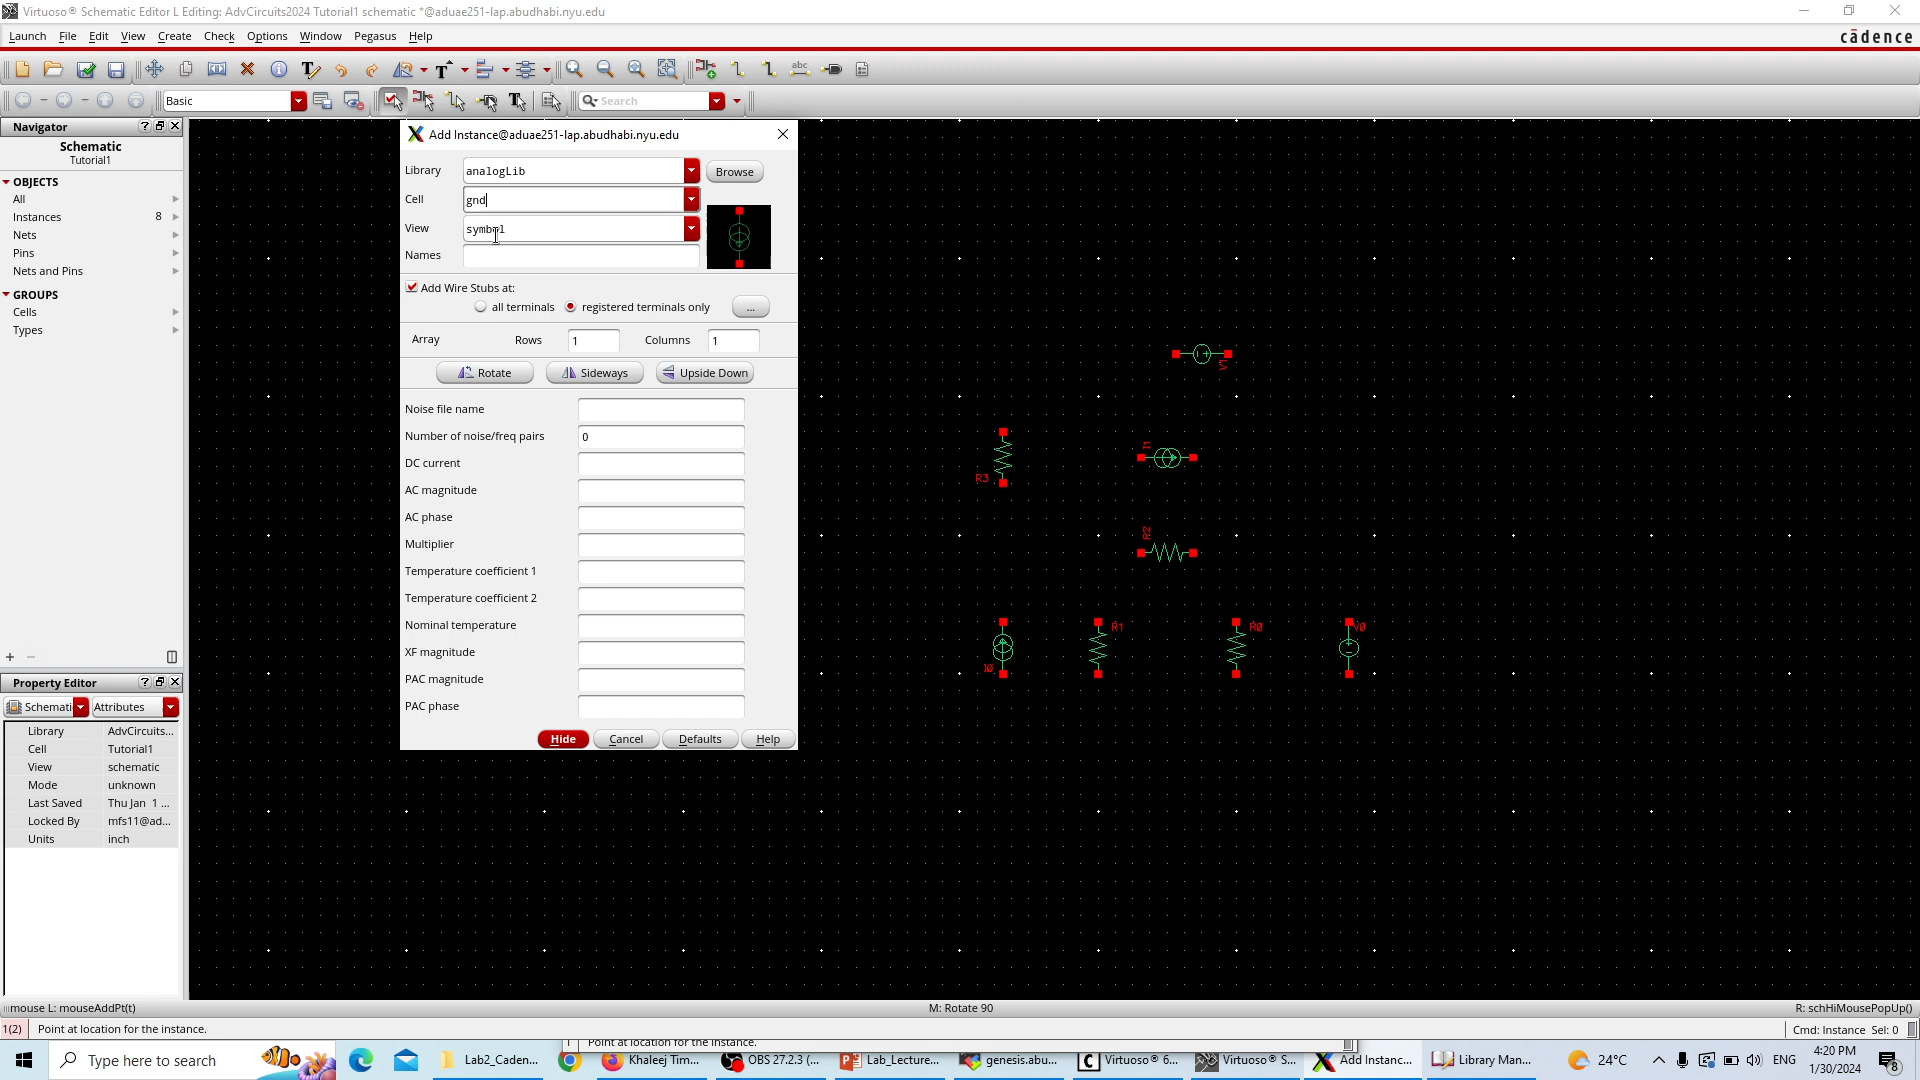 Virtuoso® Schematic Editor L Editing: AdvCircuits2024 Tutorial1 schematic *@aduae251-lap.abudhabi.nyu.edu
Launch File Edit View Create Check Options Window Pegasus Help
cādence
Basic
Search
Navigator
Schematic
Tutorial1
OBJECTS
All
Instances 8
Nets
Pins
Nets and Pins
GROUPS
Cells
Types
Property Editor
Schemati Attributes
Library AdvCircuits...
Cell Tutorial1
View schematic
Mode unknown
Last Saved Thu Jan 1 ...
Locked By mfs11@ad...
Units inch
Add Instance@aduae251-lap.abudhabi.nyu.edu
Library analogLib Browse
Cell gnd
View symbol
Names
Add Wire Stubs at:
all terminals registered terminals only ...
Array Rows 1 Columns 1
Rotate Sideways Upside Down
Noise file name
Number of noise/freq pairs 0
DC current
AC magnitude
AC phase
Multiplier
Temperature coefficient 1
Temperature coefficient 2
Nominal temperature
XF magnitude
PAC magnitude
PAC phase
Hide Cancel Defaults Help
V1
I1
R3
R2
R1 R0 V0
I0
mouse L: mouseAddPt(t) M: Rotate 90 R: schHiMousePopUp()
1(2) Point at location for the instance. Cmd: Instance Sel: 0
Point at location for the instance.
Type here to search Lab2_Caden... Khaleej Tim... OBS 27.2.3 (... Lab_Lecture... genesis.abu... Virtuoso® 6... Virtuoso® S... Add Instanc... Library Man... 24°C ENG 4:20 PM
1/30/2024
8